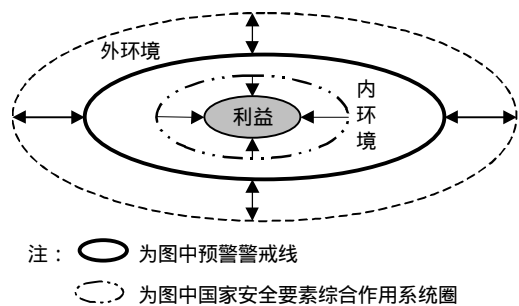 外环境
利益
内环境
注： 为图中预警警戒线
为图中国家安全要素综合作用系统圈